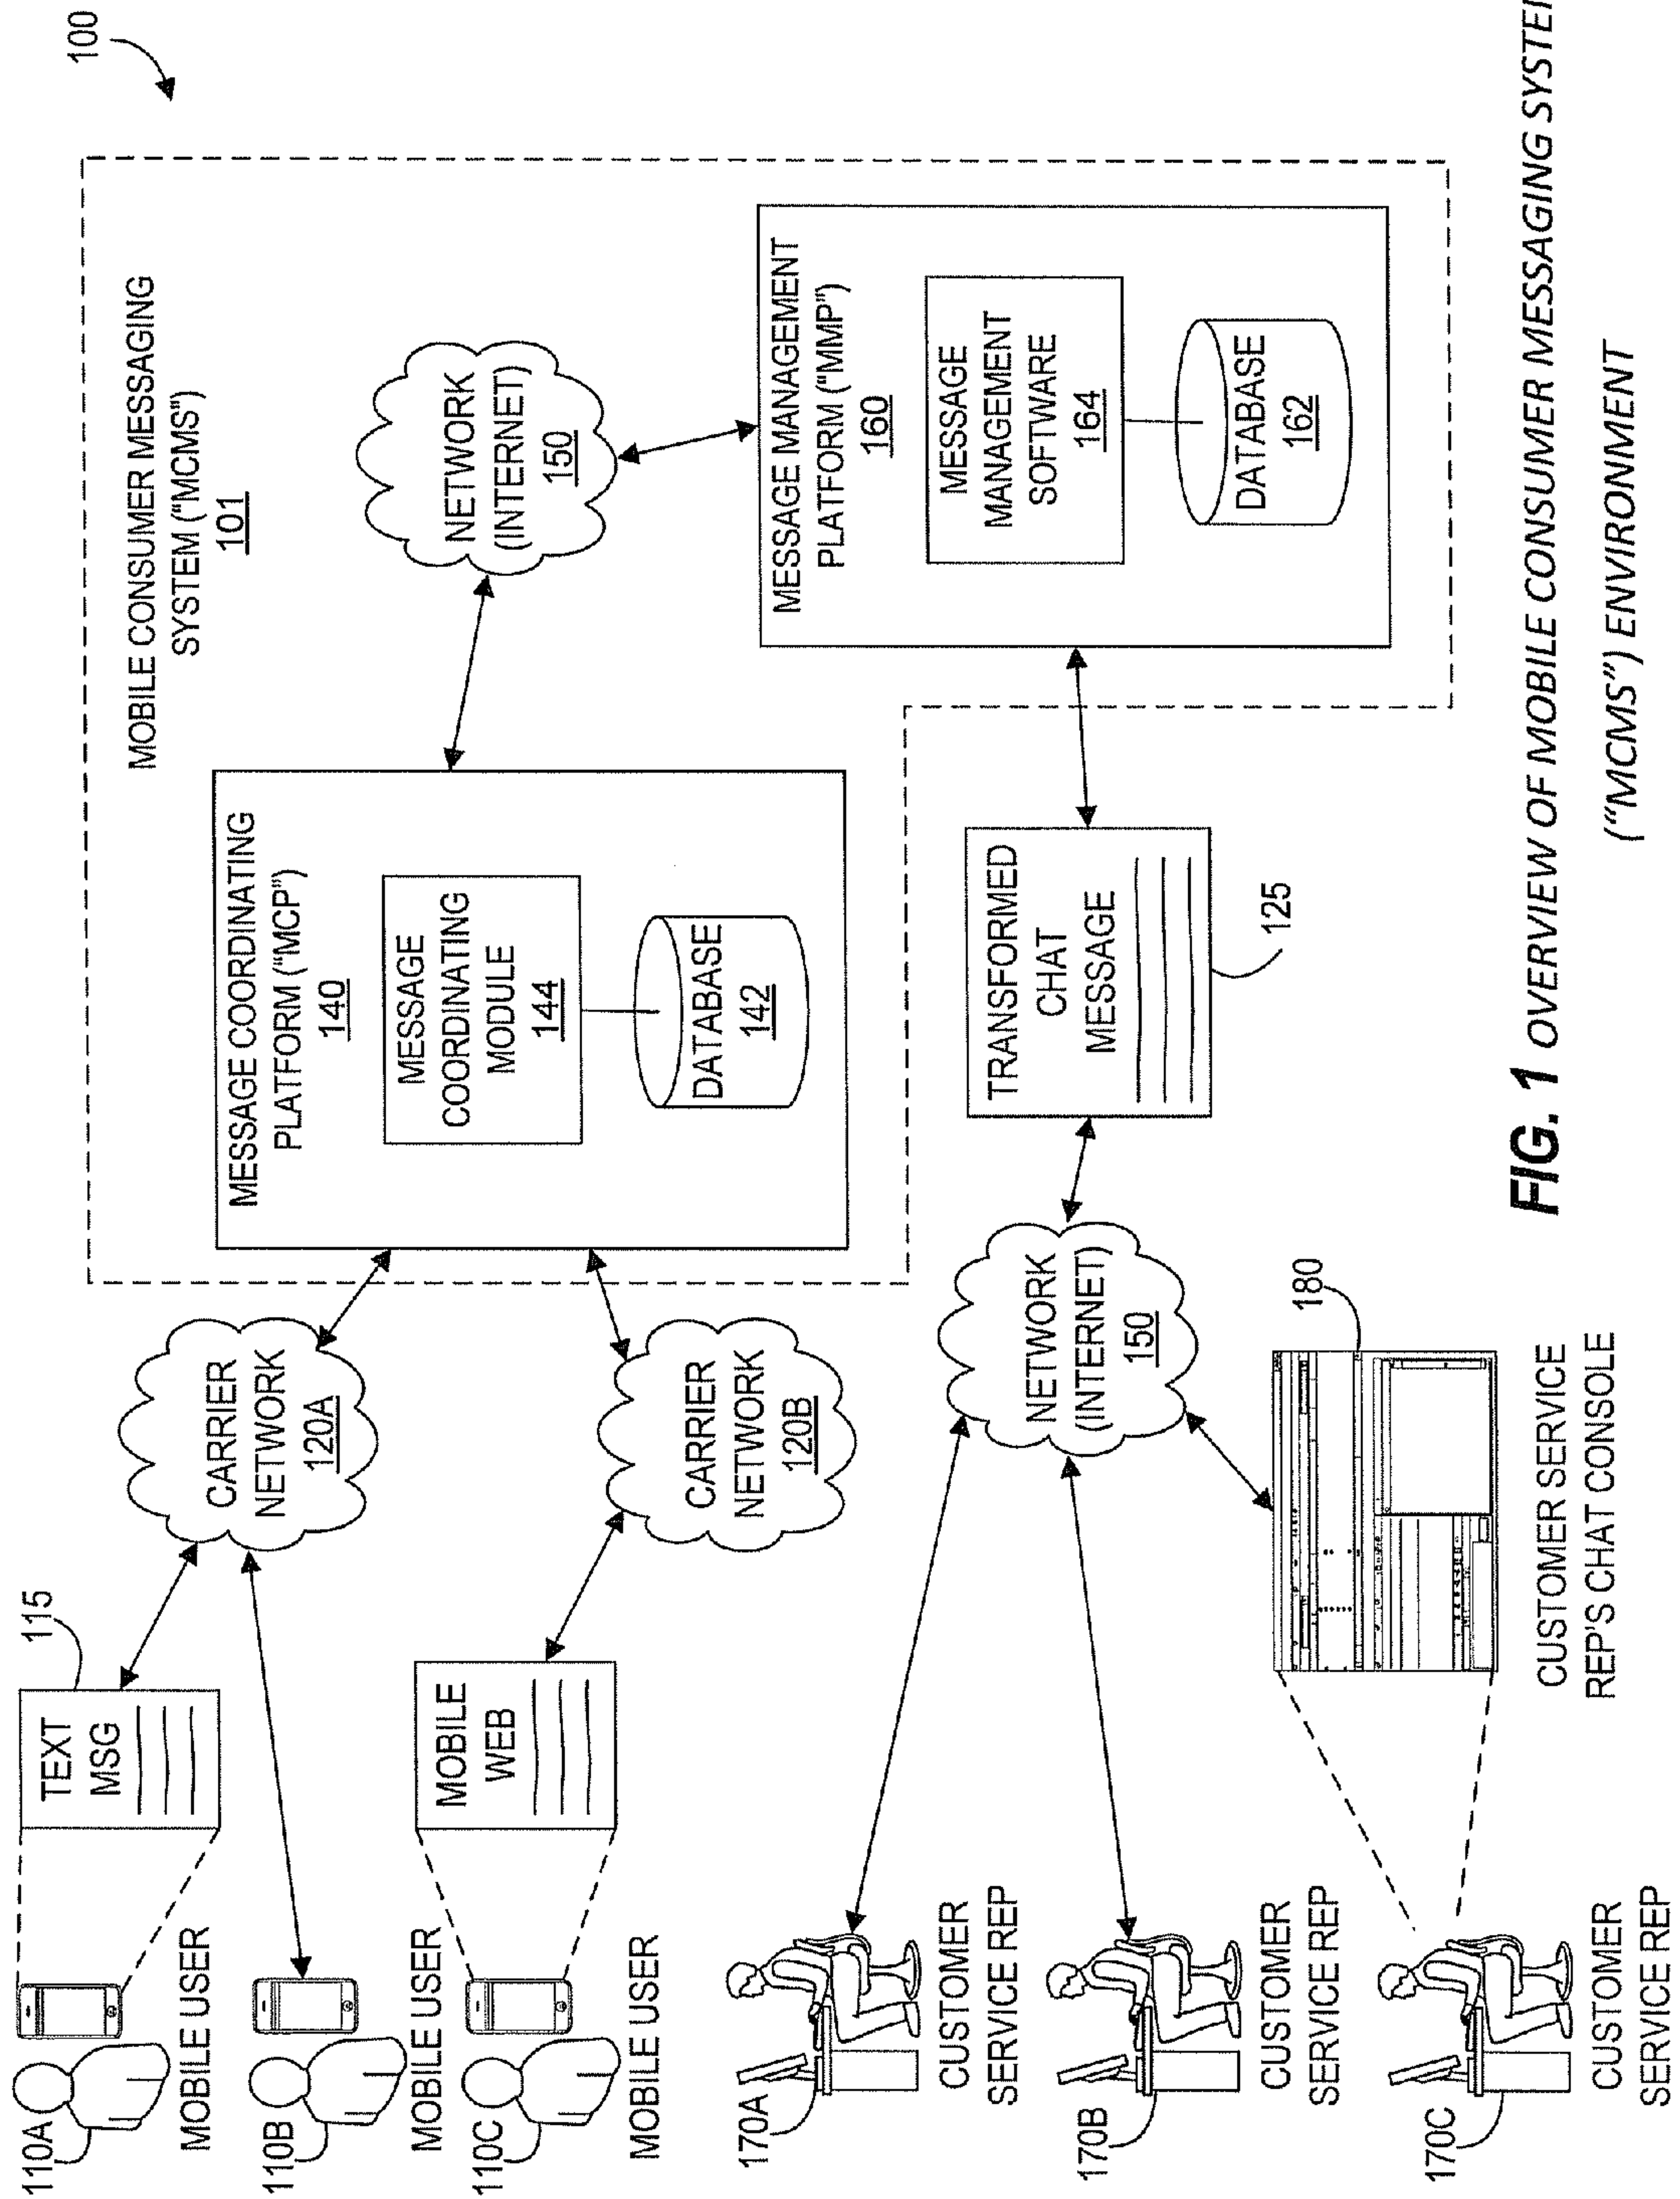 100
MOBILE CONSUMER MESSAGING
SYSTEM ("MCMS")
101
MESSAGE COORDINATING
PLATFORM ("MCP")
140
MESSAGE
COORDINATING
MODULE
144
DATABASE
142
NETWORK
(INTERNET)
150
MESSAGE MANAGEMENT
PLATFORM ("MMP")
160
MESSAGE
MANAGEMENT
SOFTWARE
164
DATABASE
162
110A
MOBILE USER
TEXT
MSG
115
CARRIER
NETWORK
120A
110B
MOBILE USER
110C
MOBILE USER
MOBILE
WEB
CARRIER
NETWORK
120B
TRANSFORMED
CHAT
MESSAGE
125
NETWORK
(INTERNET)
150
170A
CUSTOMER
SERVICE REP
170B
CUSTOMER
SERVICE REP
170C
CUSTOMER
SERVICE REP
180
CUSTOMER SERVICE
REP'S CHAT CONSOLE
FIG. 1 OVERVIEW OF MOBILE CONSUMER MESSAGING SYSTE
("MCMS") ENVIRONMENT